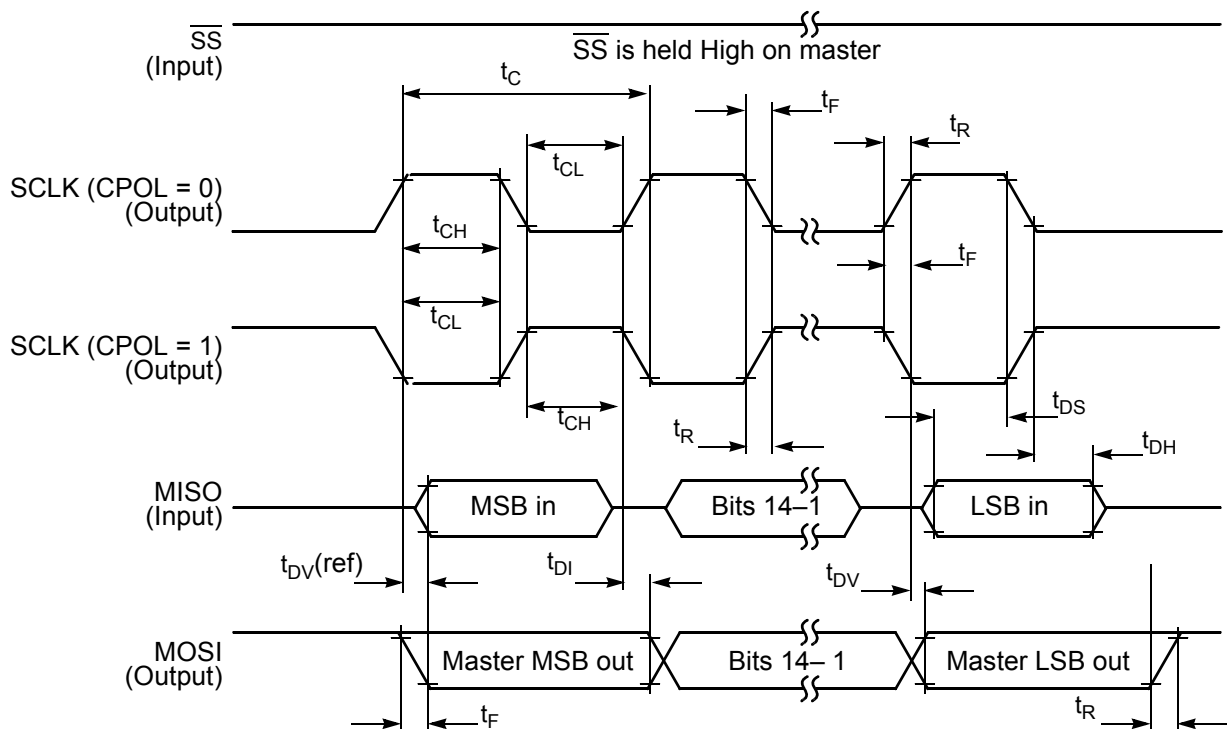 SS
(Input)
SS is held High on master
tC
tF
tR
tCL
SCLK (CPOL = 0)
(Output)
tCH
tF
tCL
SCLK (CPOL = 1)
(Output)
tCH
tR
tDS
tDH
MISO
(Input)
MSB in
Bits 14–1
LSB in
tDV(ref)
tDI
tDV
MOSI
(Output)
Master MSB out
Bits 14– 1
Master LSB out
tF
tR